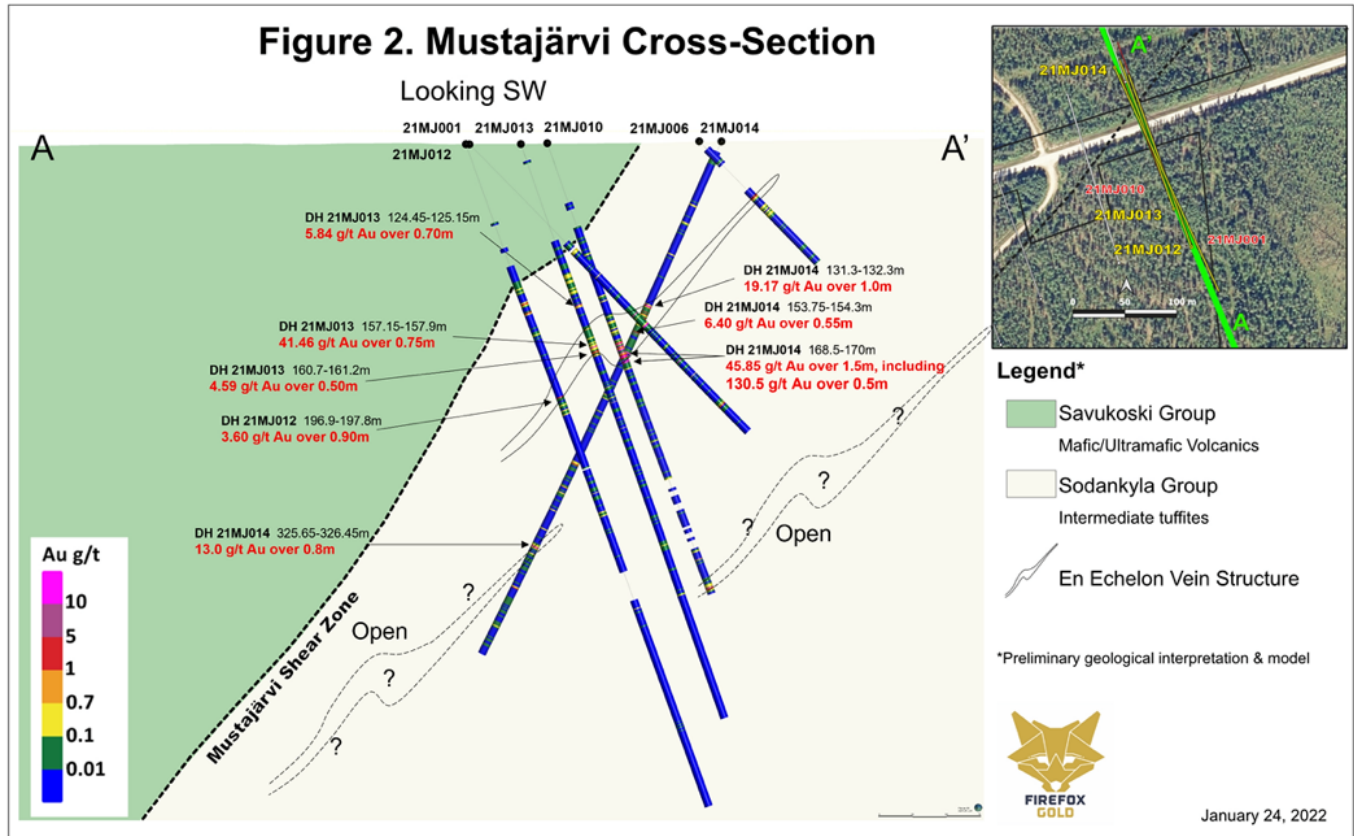 Figure 2. Mustajärvi Cross-Section
Looking SW
A
A'
21MJ001
21MJ013
21MJ010
21MJ006
21MJ014
21MJ012
DH 21MJ013 124.45-125.15m
5.84 g/t Au over 0.70m
DH 21MJ013 157.15-157.9m
41.46 g/t Au over 0.75m
DH 21MJ013 160.7-161.2m
4.59 g/t Au over 0.50m
DH 21MJ012 196.9-197.8m
3.60 g/t Au over 0.90m
DH 21MJ014 325.65-326.45m
13.0 g/t Au over 0.8m
DH 21MJ014 131.3-132.3m
19.17 g/t Au over 1.0m
DH 21MJ014 153.75-154.3m
6.40 g/t Au over 0.55m
DH 21MJ014 168.5-170m
45.85 g/t Au over 1.5m, including
130.5 g/t Au over 0.5m
?
?
?
Open
?
?
Open
?
?
Mustajärvi Shear Zone
Au g/t
10
5
1
0.7
0.1
0.01
A'
21MJ014
21MJ010
21MJ013
21MJ001
21MJ012
0 50 100 m
A
Legend*
Savukoski Group
Mafic/Ultramafic Volcanics
Sodankyla Group
Intermediate tuffites
En Echelon Vein Structure
*Preliminary geological interpretation & model
FIREFOX
GOLD
January 24, 2022